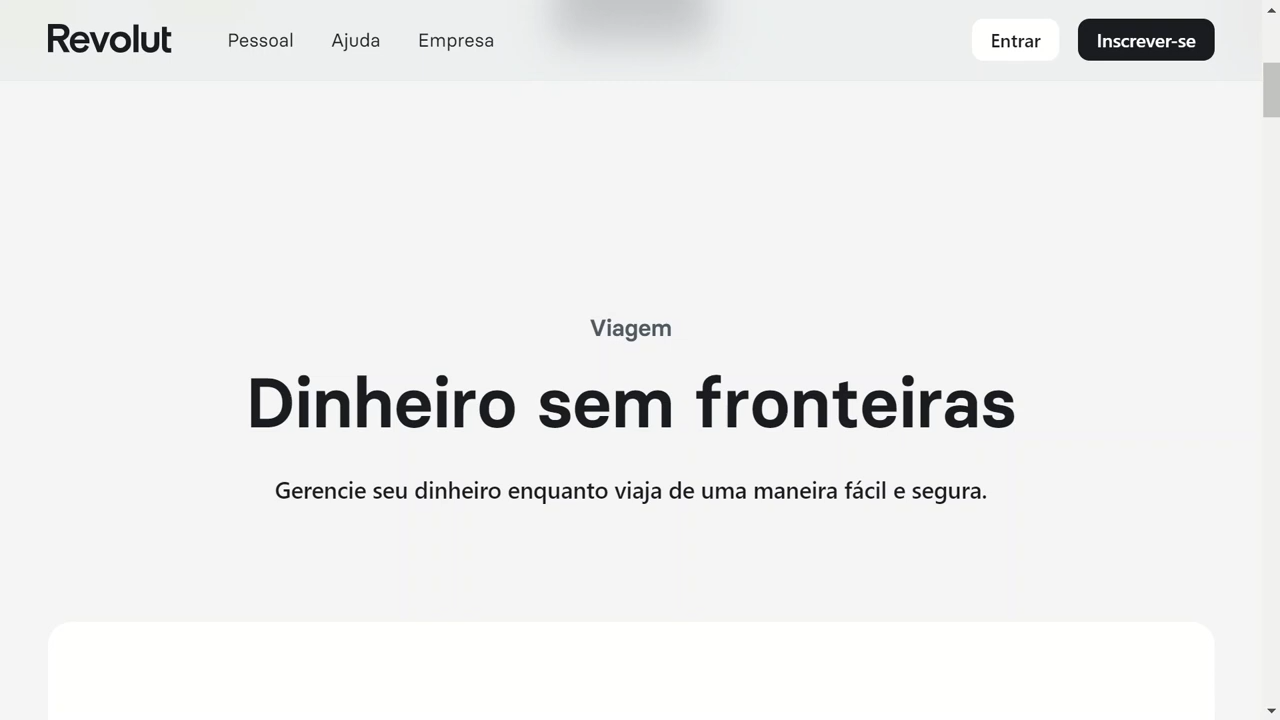 Revolut Pessoal Ajuda Empresa Entrar Inscrever-se
Viagem
Dinheiro sem fronteiras
Gerencie seu dinheiro enquanto viaja de uma maneira fácil e segura.